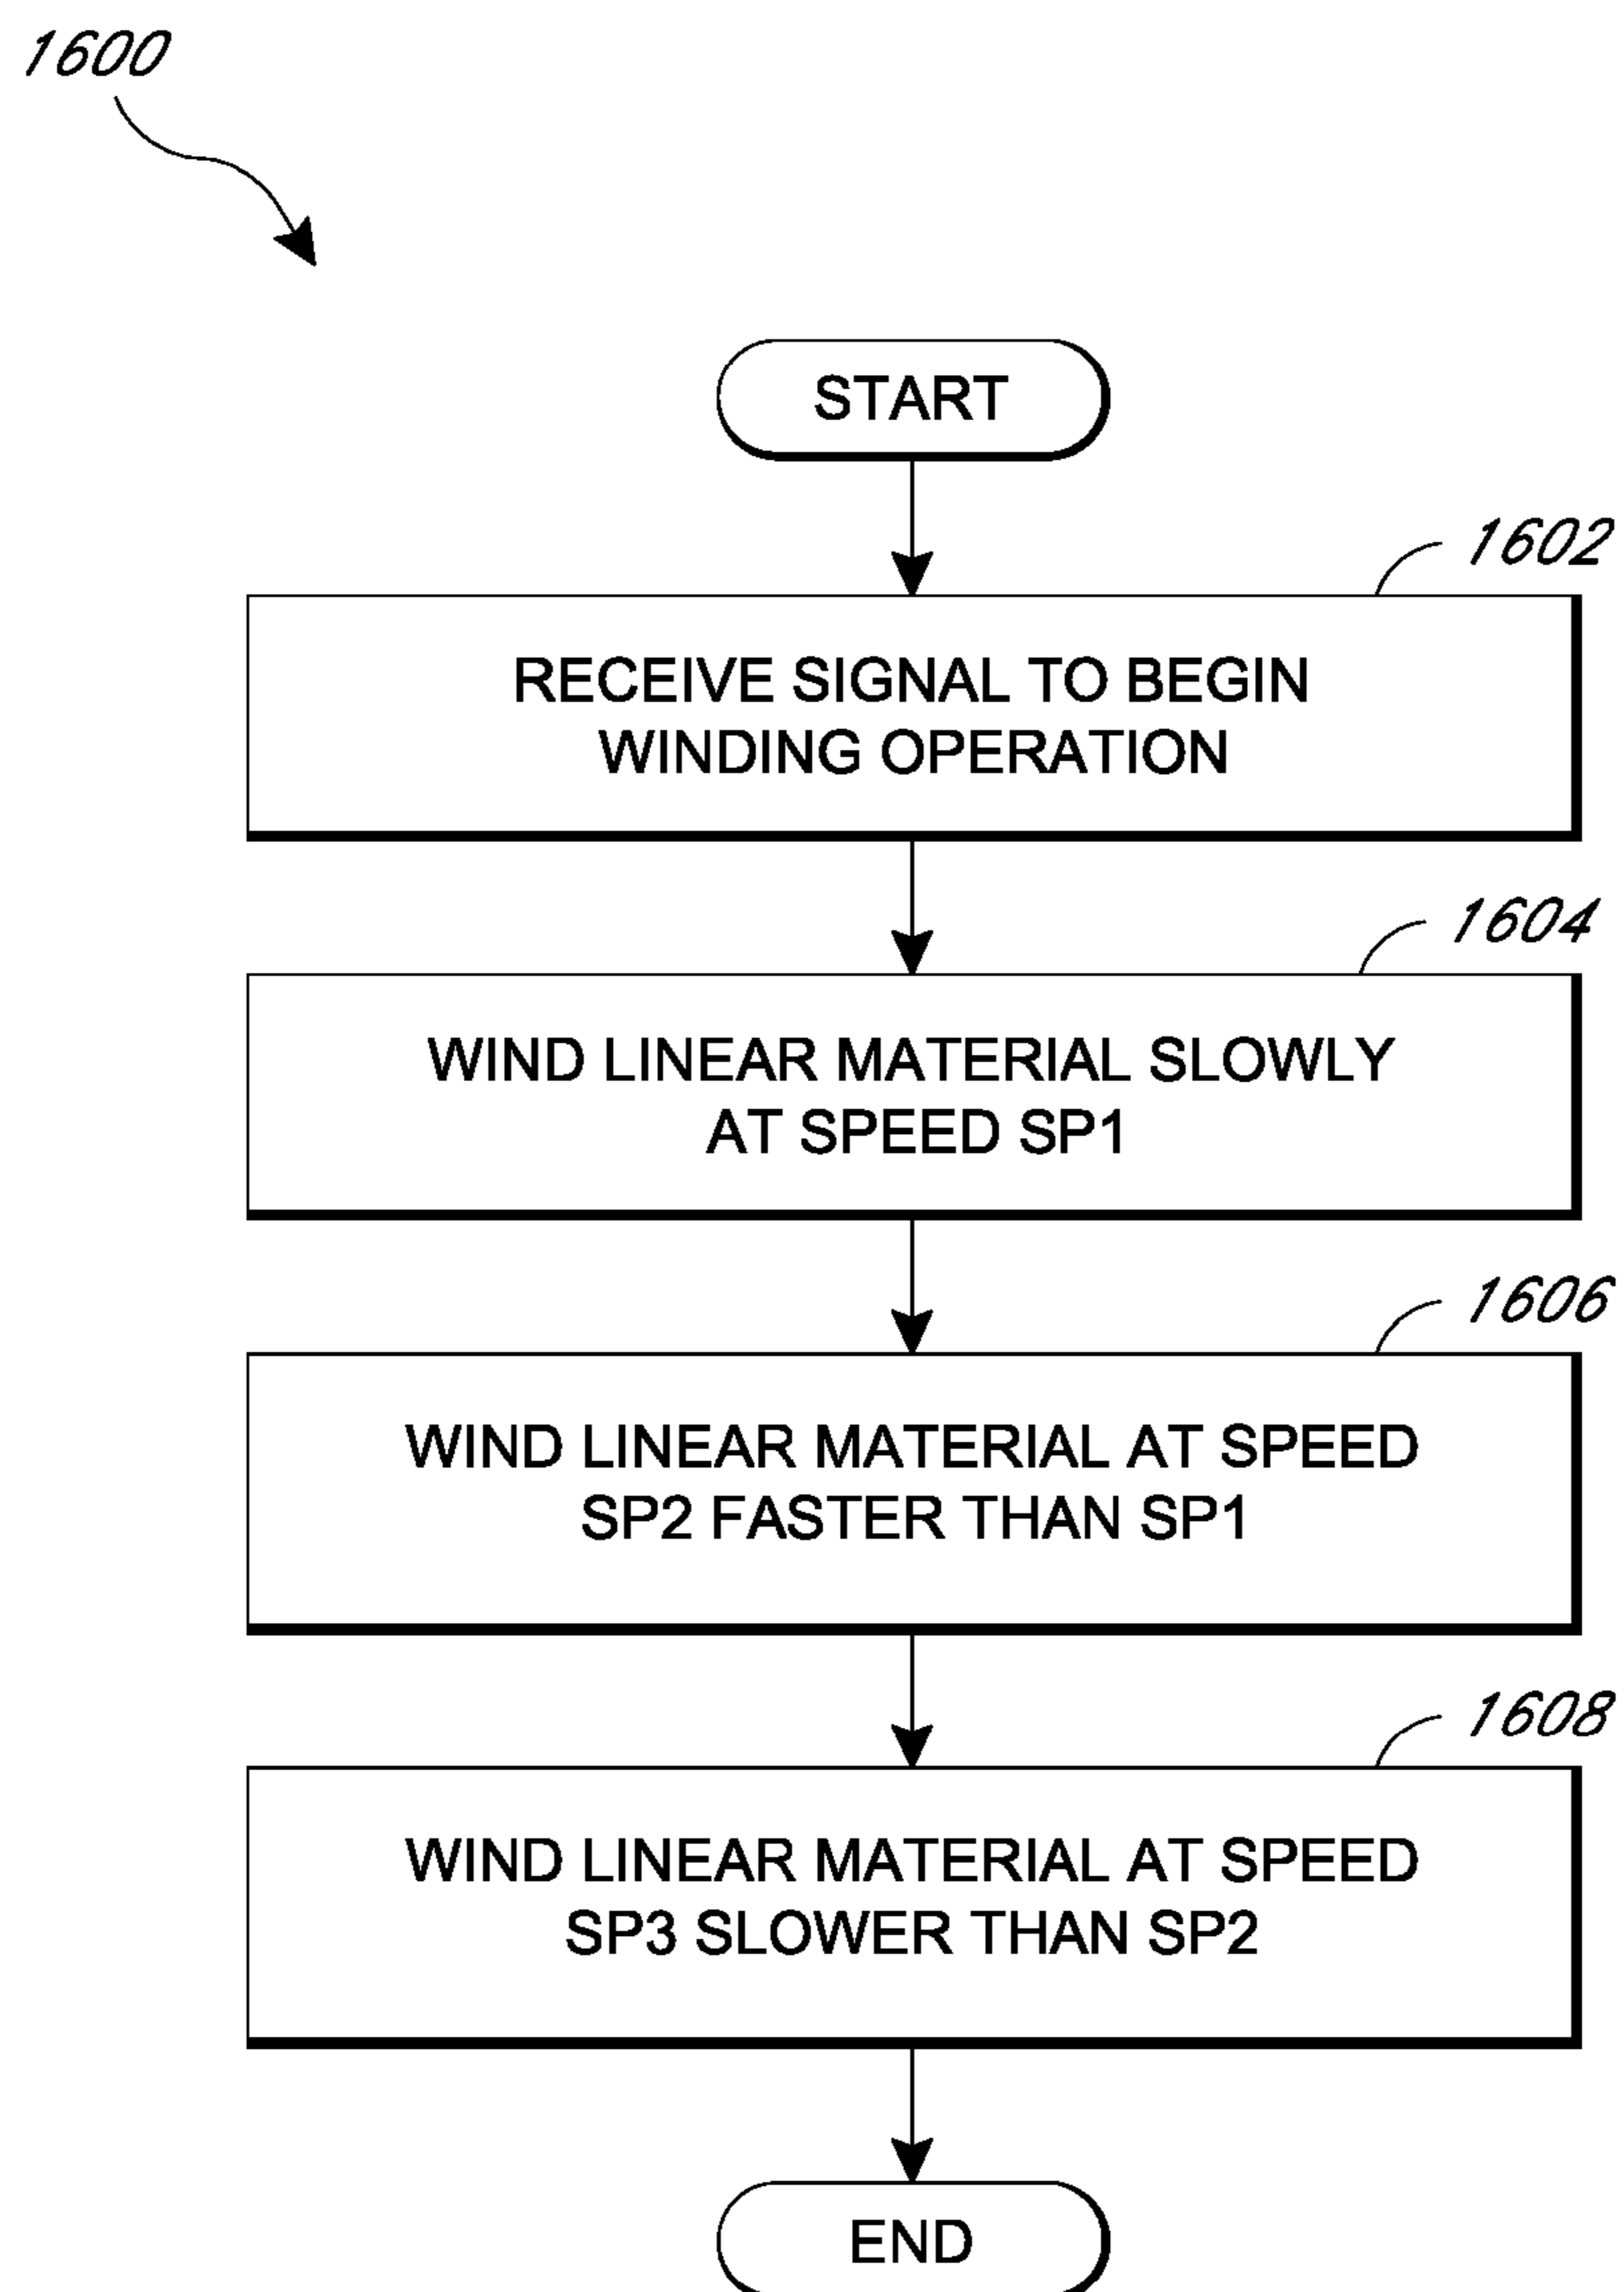 1600
START
1602
RECEIVE SIGNAL TO BEGIN
WINDING OPERATION
1604
WIND LINEAR MATERIAL SLOWLY
AT SPEED SP1
1606
WIND LINEAR MATERIAL AT SPEED
SP2 FASTER THAN SP1
1608
WIND LINEAR MATERIAL AT SPEED
SP3 SLOWER THAN SP2
END